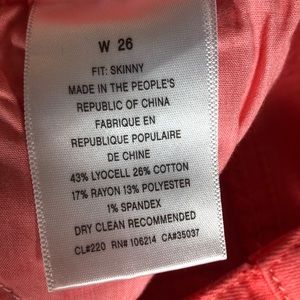 W 26
FIT: SKINNY
MADE IN THE PEOPLE'S
REPUBLIC OF CHINA
FABRIQUE EN
REPUBLIQUE POPULAIRE
DE CHINE
43% LYOCELL 26% COTTON
17% RAYON 13% POLYESTER
1% SPANDEX
DRY CLEAN RECOMMENDED
CL#220 RN# 106214 CA#35037